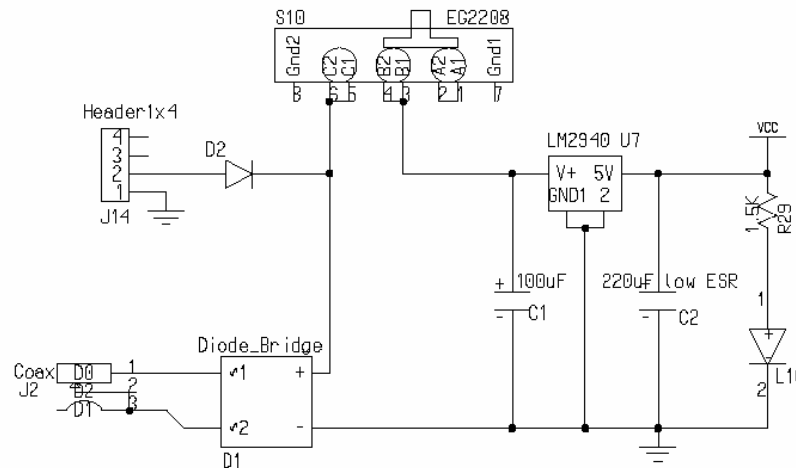 S10 EG2208
Gnd2 C2 C1 B2 B1 A2 A1 Gnd1
8 6 5 4 3 2 1 7
Header1x4
4
3
2
1
J14
D2
LM2940 U7
V+ 5V
GND1 2
VCC
1.5K
R29
+ 100uF
- C1
220uF low ESR
+
- C2
1
+
-
2
Diode_Bridge
~1 +
~2 -
D1
Coax
J2
D0 1
D2 2
D1 3